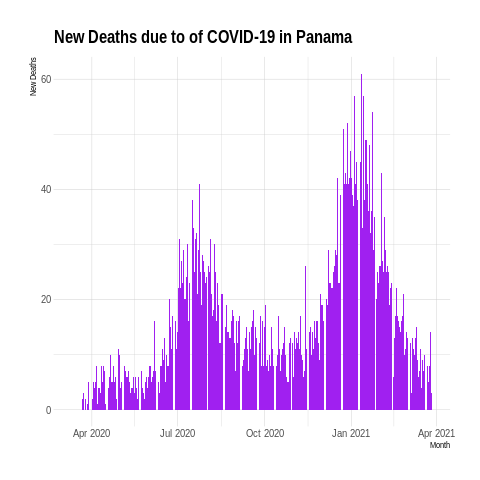 New Deaths due to of COVID-19 in Panama
New Deaths
60
40
20
0
Apr 2020
Jul 2020
Oct 2020
Jan 2021
Apr 2021
Month